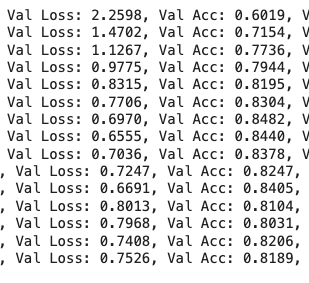 Val Loss: 2.2598, Val Acc: 0.6019,
Val Loss: 1.4702, Val Acc: 0.7154,
Val Loss: 1.1267, Val Acc: 0.7736,
Val Loss: 0.9775, Val Acc: 0.7944,
Val Loss: 0.8315, Val Acc: 0.8195,
Val Loss: 0.7706, Val Acc: 0.8304,
Val Loss: 0.6970, Val Acc: 0.8482,
Val Loss: 0.6555, Val Acc: 0.8440,
Val Loss: 0.7036, Val Acc: 0.8378,
, Val Loss: 0.7247, Val Acc: 0.8247,
, Val Loss: 0.6691, Val Acc: 0.8405,
, Val Loss: 0.8013, Val Acc: 0.8104,
, Val Loss: 0.7968, Val Acc: 0.8031,
, Val Loss: 0.7408, Val Acc: 0.8206,
, Val Loss: 0.7526, Val Acc: 0.8189,